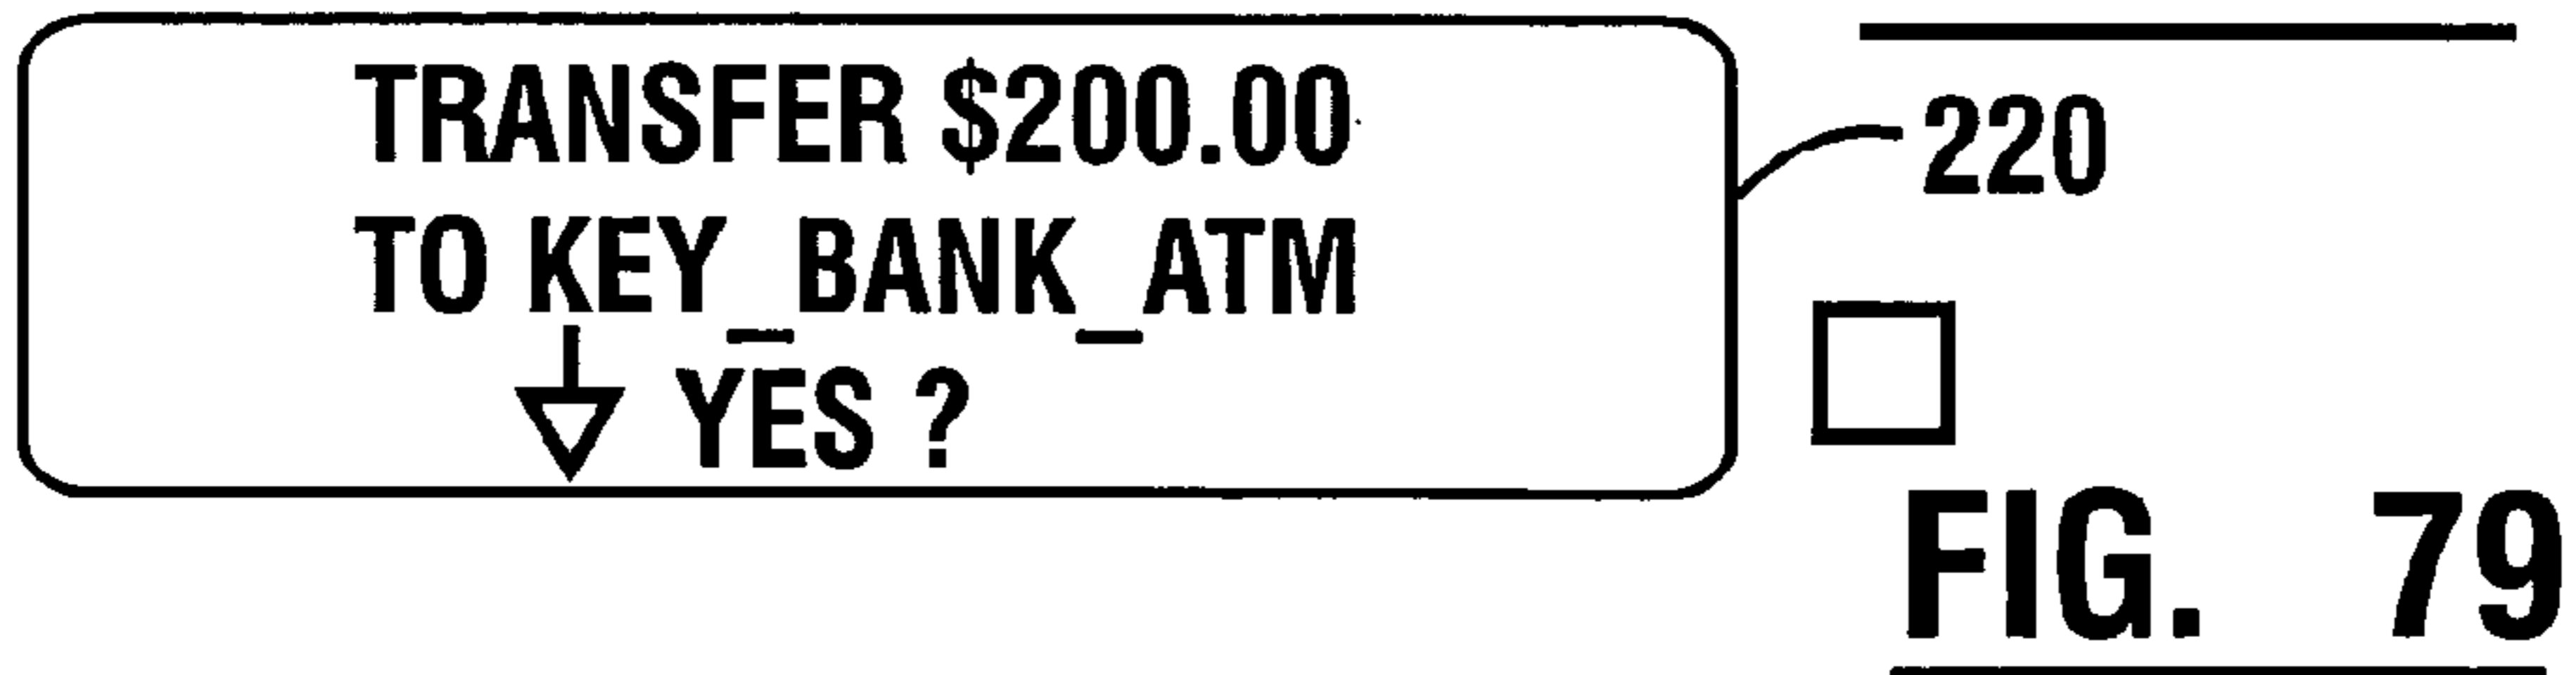 TRANSFER $200.00
TO KEY_BANK_ATM
YES ?
220
FIG. 79